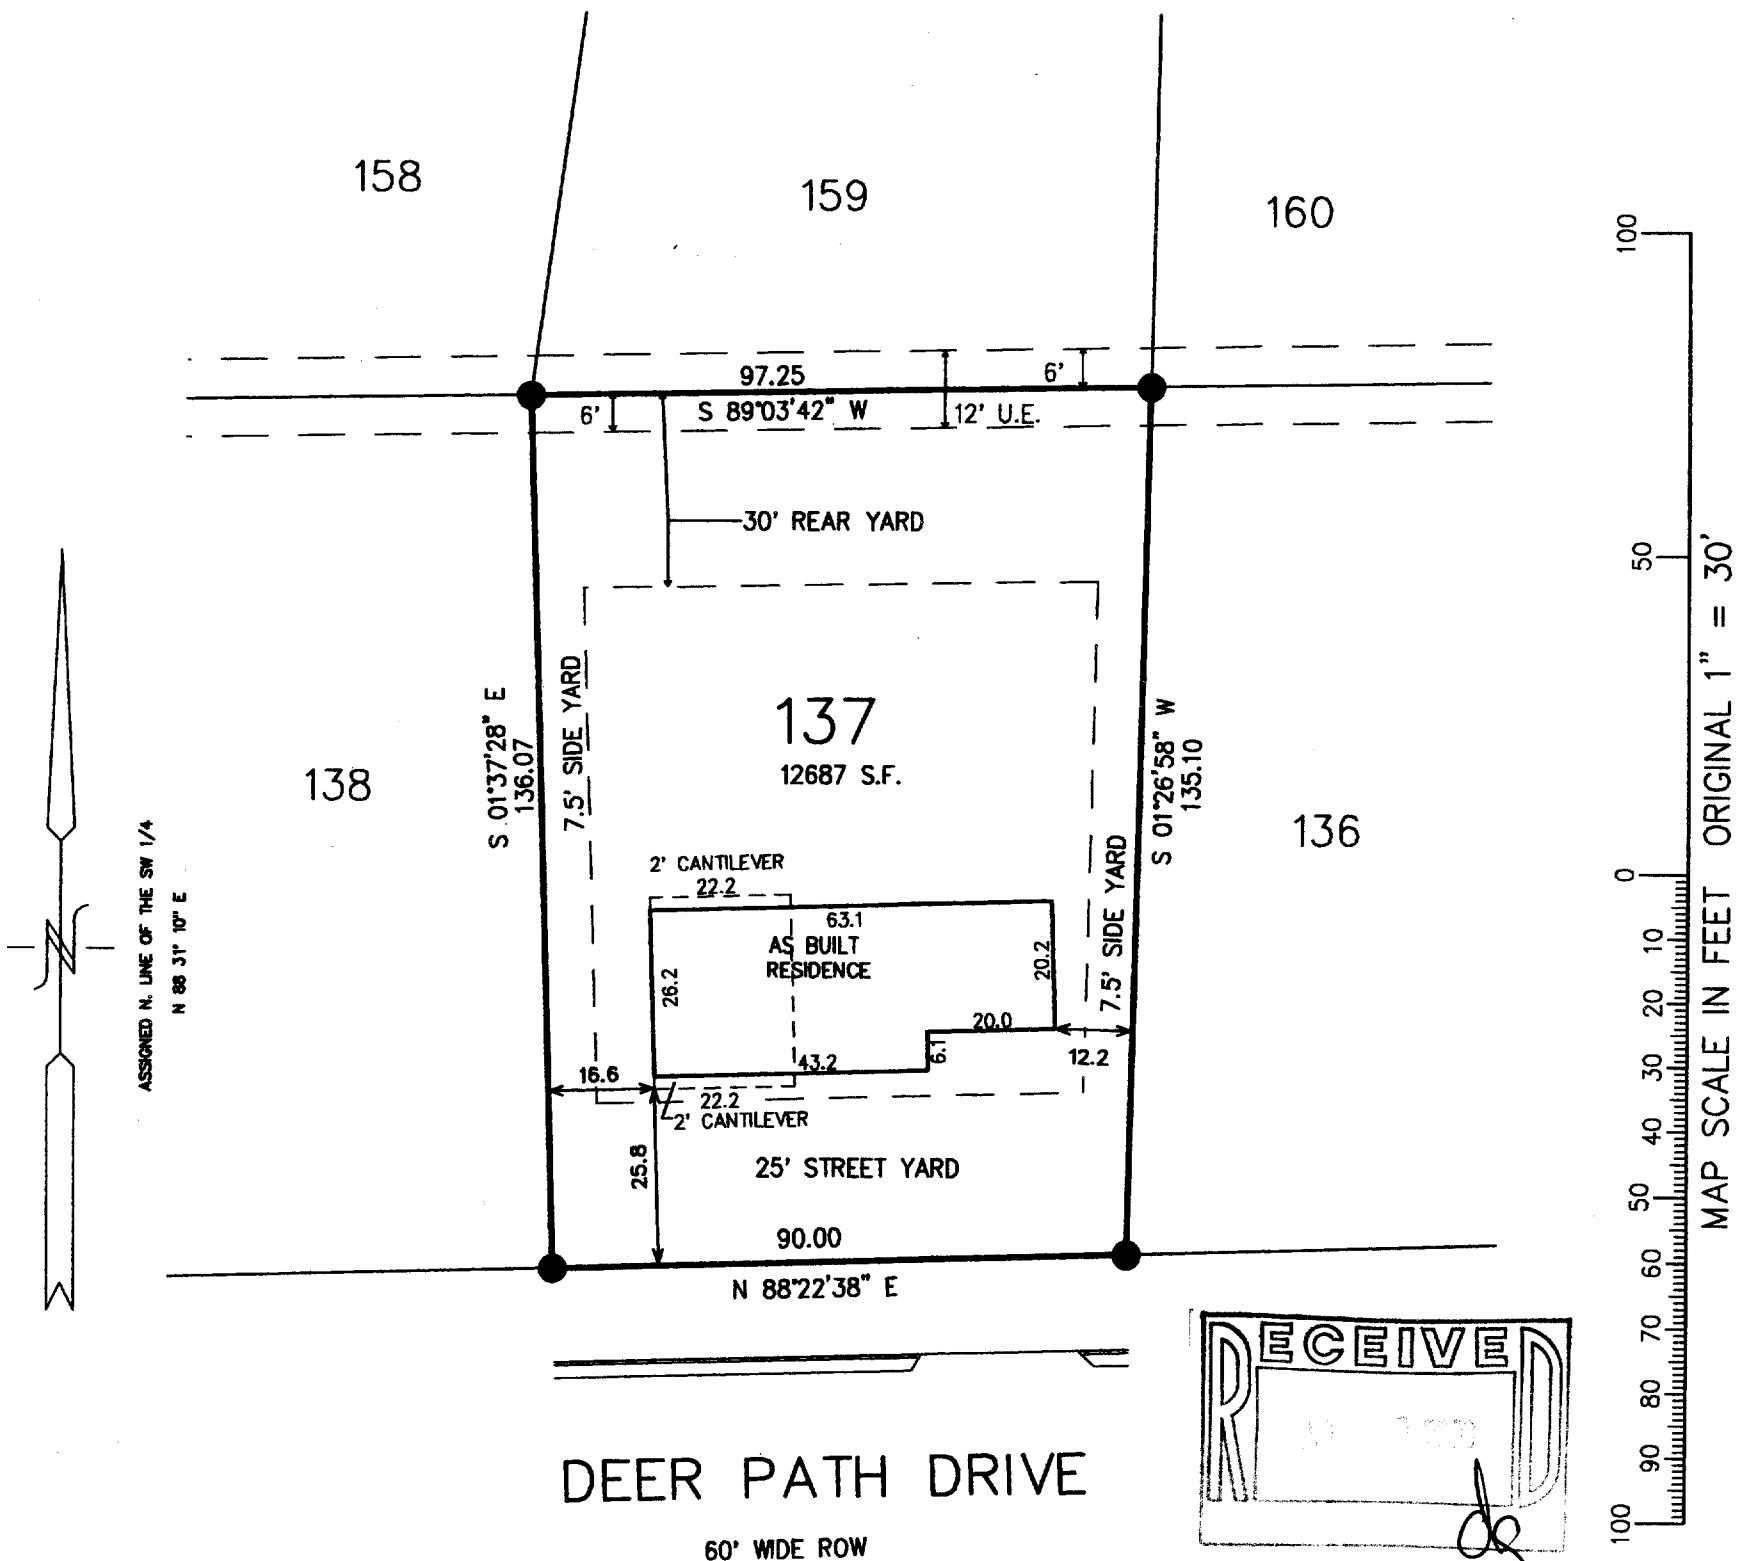 158
159
160
97.25
6'
S 89°03'42" W
6'
12' U.E.
30' REAR YARD
S 01°37'28" E
136.07
7.5' SIDE YARD
137
12687 S.F.
138
136
S 01°26'58" W
135.10
7.5' SIDE YARD
2' CANTILEVER
22.2
63.1
AS BUILT
RESIDENCE
26.2
20.2
20.0
6.1
43.2
12.2
16.6
22.2
2' CANTILEVER
25.8
25' STREET YARD
90.00
N 88°22'38" E
DEER PATH DRIVE
60' WIDE ROW
N
ASSIGNED N. LINE OF THE SW 1/4
N 88 31' 10" E
100
50
0
10
20
30
40
50
60
70
80
90
100
MAP SCALE IN FEET ORIGINAL 1" = 30'
RECEIVED